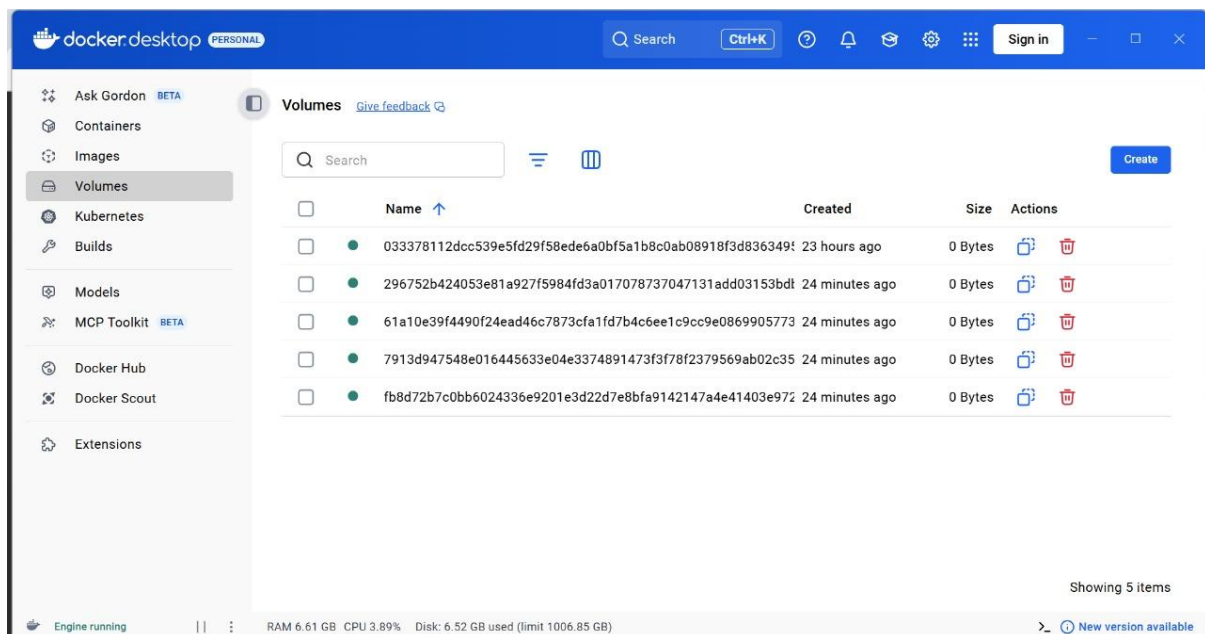 docker.desktop PERSONAL Search Ctrl+K Sign in
Ask Gordon BETA
Containers
Images
Volumes
Kubernetes
Builds
Models
MCP Toolkit BETA
Docker Hub
Docker Scout
Extensions
Volumes Give feedback
Search Create
Name Created Size Actions
033378112dcc539e5fd29f58ede6a0bf5a1b8c0ab08918f3d8363495 23 hours ago 0 Bytes
296752b424053e81a927f5984fd3a017078737047131add03153bdb 24 minutes ago 0 Bytes
61a10e39f4490f24ead46c7873cfa1fd7b4c6ee1c9cc9e0869905773 24 minutes ago 0 Bytes
7913d947548e016445633e04e3374891473f3f78f2379569ab02c35 24 minutes ago 0 Bytes
fb8d72b7c0bb6024336e9201e3d22d7e8bfa9142147a4e41403e972 24 minutes ago 0 Bytes
Showing 5 items
Engine running RAM 6.61 GB CPU 3.89% Disk: 6.52 GB used (limit 1006.85 GB) >_ New version available